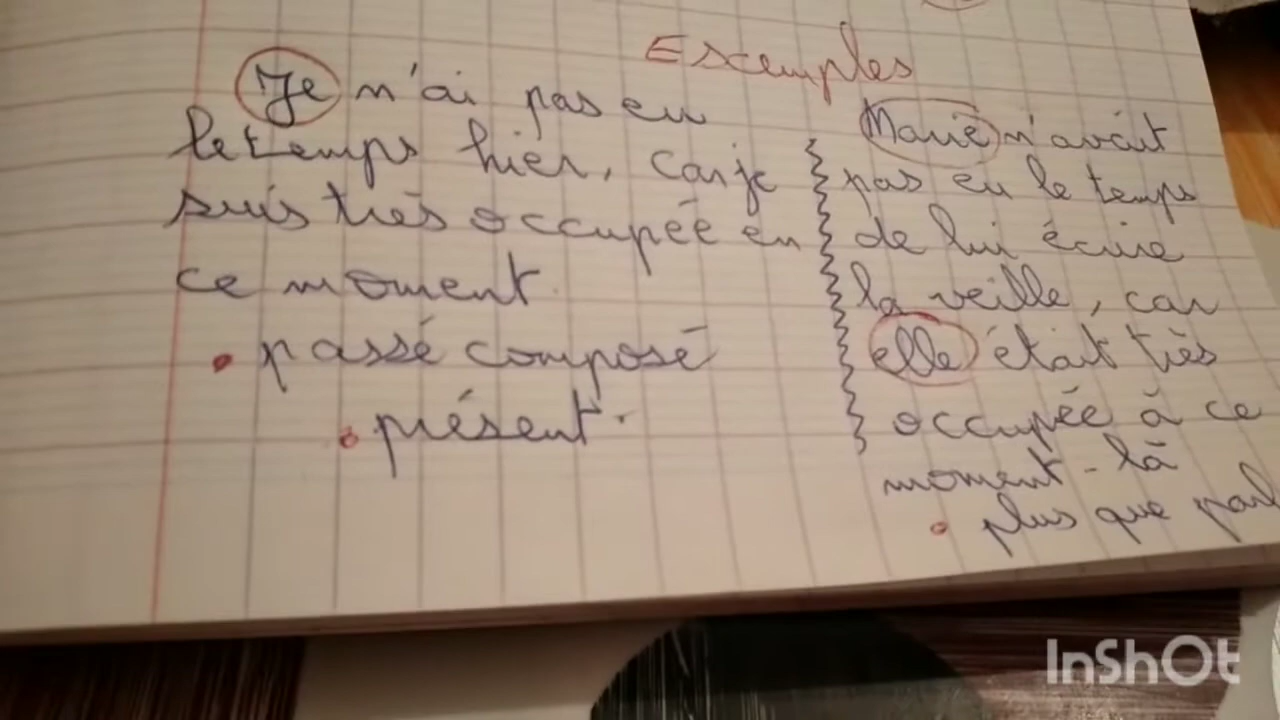 Exemples
Je n'ai pas eu
le temps hier, car je
suis très occupée en
ce moment
passé composé
présent.
Marie n'avait
pas eu le temps
de lui écrire
la veille, car
elle était très
occupée à ce
moment-là
plus que parf
InShOt